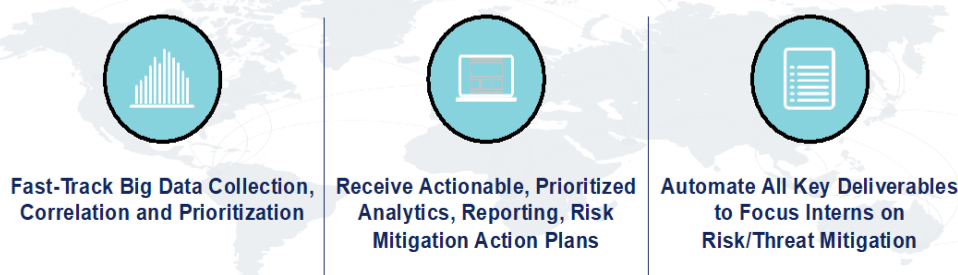 Fast-Track Big Data Collection,
Correlation and Prioritization
Receive Actionable, Prioritized
Analytics, Reporting, Risk
Mitigation Action Plans
Automate All Key Deliverables
to Focus Interns on
Risk/Threat Mitigation